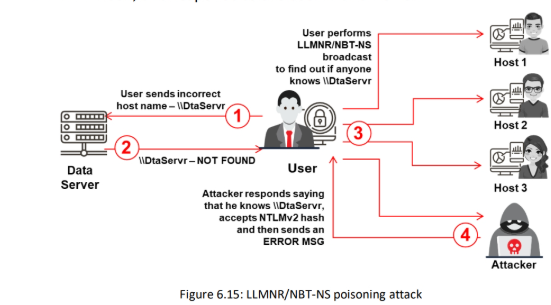 User performs
LLMNR/NBT-NS
broadcast
to find out if anyone
knows \\DtaServr
Host 1
User sends incorrect
host name – \\DtaServr
1
3
Host 2
2
\\DtaServr – NOT FOUND
Data
Server
User
Host 3
Attacker responds saying
that he knows \\DtaServr,
accepts NTLMv2 hash
and then sends an
ERROR MSG
4
Attacker
Figure 6.15: LLMNR/NBT-NS poisoning attack